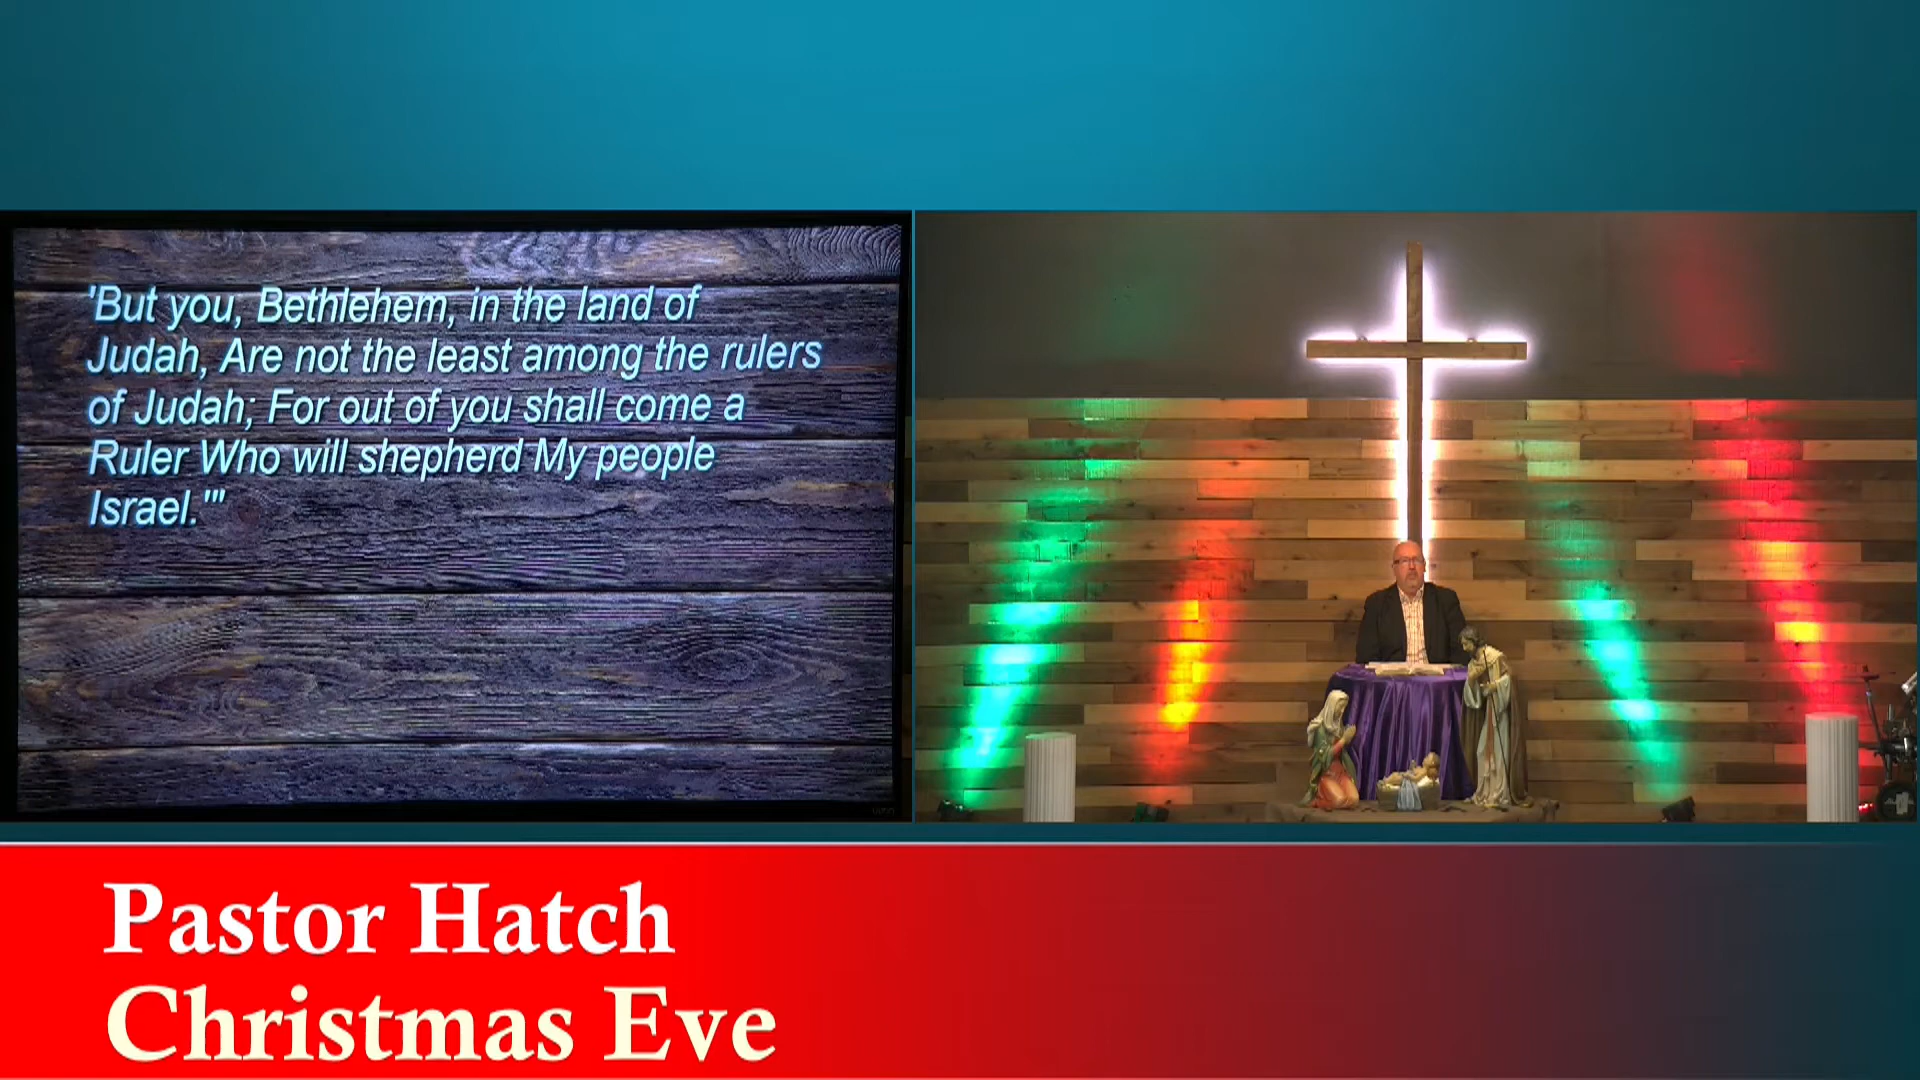 'But you, Bethlehem, in the land of
Judah, Are not the least among the rulers
of Judah; For out of you shall come a
Ruler Who will shepherd My people
Israel.'"
Pastor Hatch
Christmas Eve